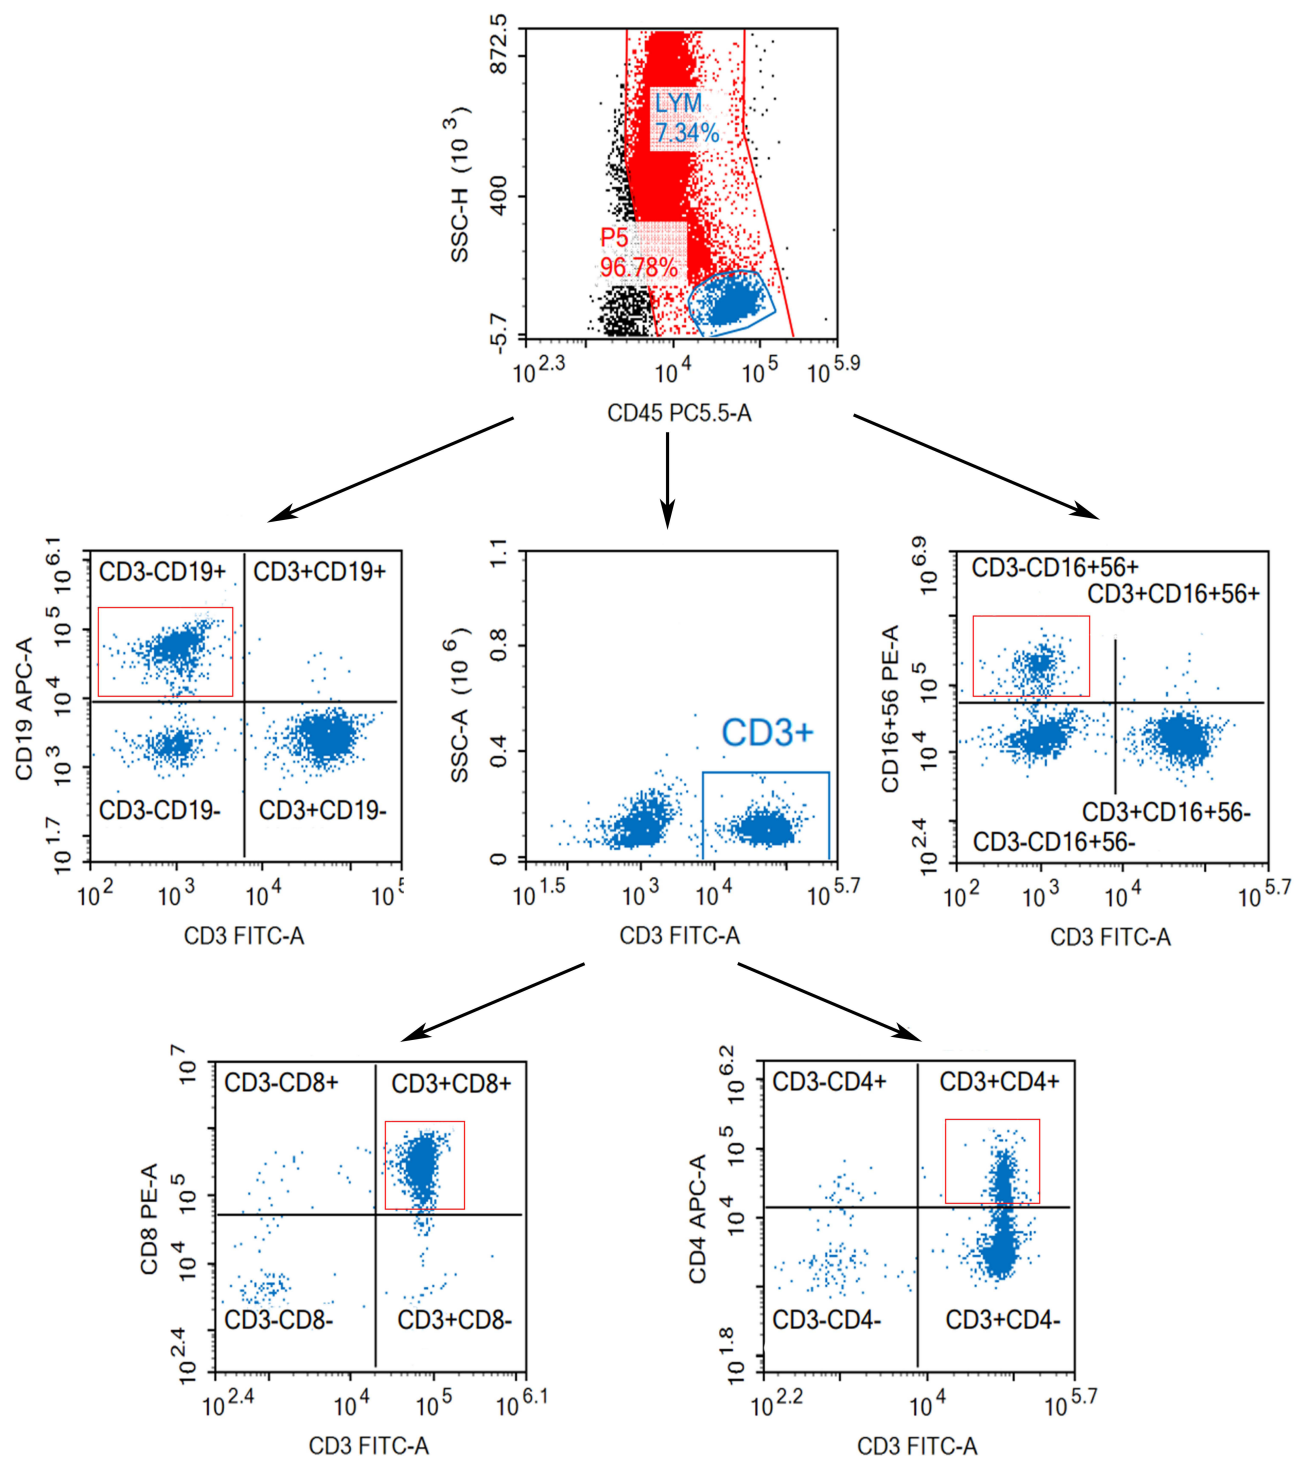 872.5
400
-5.7
SSC-H (10 3)
LYM
7.34%
P5
96.78%
10 2.3
10 4
10 5
10 5.9
CD45 PC5.5-A
10 6.1
10 5
10 4
10 3
10 1.7
CD19 APC-A
CD3-CD19+
CD3+CD19+
CD3-CD19-
CD3+CD19-
10 2
10 3
10 4
CD3 FITC-A
1.1
0.8
0.4
0
SSC-A (10 6)
CD3+
10 1.5
10 3
10 4
10 5.7
CD3 FITC-A
10 6.9
10 5
10 4
10 2.4
CD16+56 PE-A
CD3-CD16+56+
CD3+CD16+56+
CD3+CD16+56-
CD3-CD16+56-
10 2
10 3
10 4
10 5.7
CD3 FITC-A
10 7
10 5
10 4
10 2.4
CD8 PE-A
CD3-CD8+
CD3+CD8+
CD3-CD8-
CD3+CD8-
10 2.4
10 4
10 5
10 6.1
CD3 FITC-A
10 6.2
10 5
10 4
10 1.8
CD4 APC-A
CD3-CD4+
CD3+CD4+
CD3-CD4-
CD3+CD4-
10 2.2
10 4
10 5.7
CD3 FITC-A